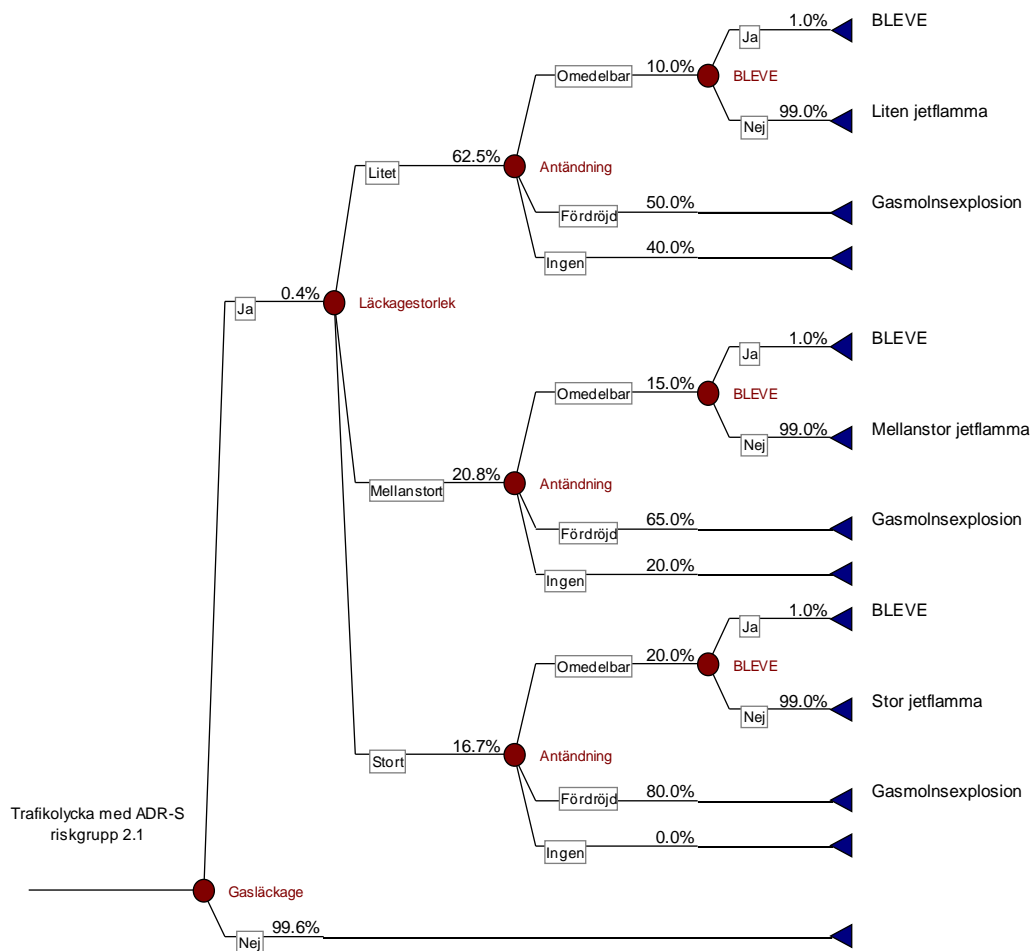 1.0%
BLEVE
Ja
Omedelbar
10.0%
BLEVE
Nej
99.0%
Liten jetflamma
Litet
62.5%
Antändning
Fördröjd
50.0%
Gasmolnsexplosion
Ingen
40.0%
Ja
0.4%
Läckagestorlek
1.0%
BLEVE
Ja
Omedelbar
15.0%
BLEVE
Nej
99.0%
Mellanstor jetflamma
Mellanstort
20.8%
Antändning
Fördröjd
65.0%
Gasmolnsexplosion
Ingen
20.0%
1.0%
BLEVE
Ja
Omedelbar
20.0%
BLEVE
Nej
99.0%
Stor jetflamma
Stort
16.7%
Antändning
Fördröjd
80.0%
Gasmolnsexplosion
Ingen
0.0%
Trafikolycka med ADR-S
riskgrupp 2.1
Gasläckage
Nej
99.6%